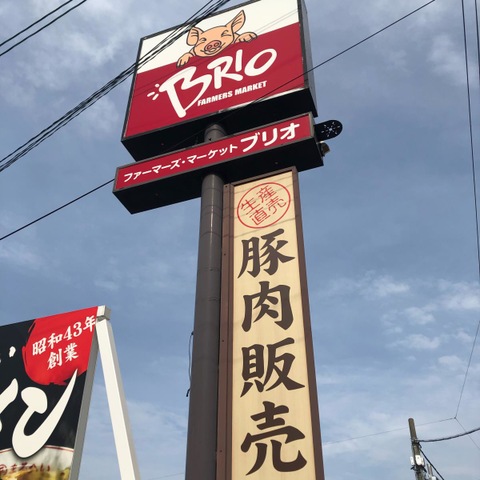 BRIO
FARMERS MARKET
ファーマーズ・マーケット ブリオ
生産
直売
豚肉販売
昭和43年
創業